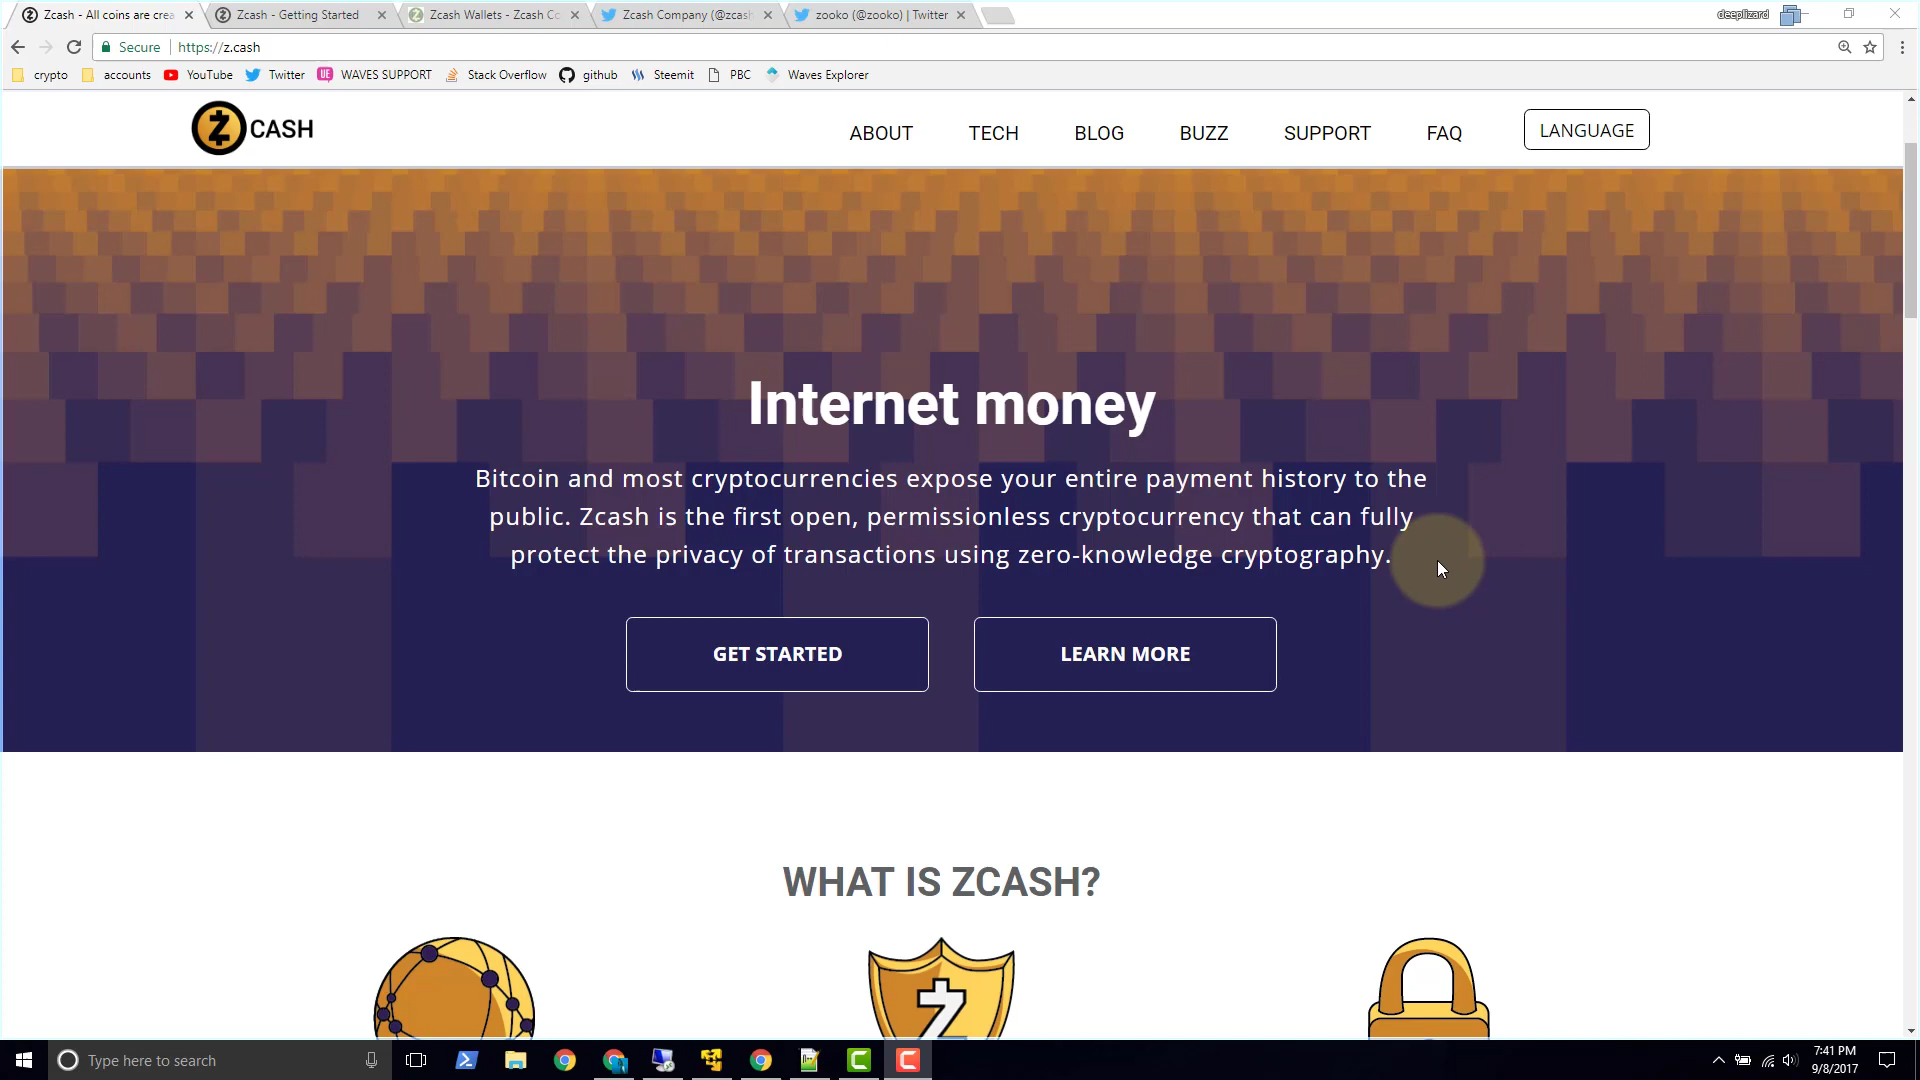 Zcash - All coins are crea
Zcash - Getting Started
Zcash Wallets - Zcash Co
Zcash Company (@zcash
zooko (@zooko) | Twitter
deeplizard
Secure
https://z.cash
crypto
accounts
YouTube
Twitter
UE
WAVES SUPPORT
Stack Overflow
github
Steemit
PBC
Waves Explorer
CASH
ABOUT
TECH
BLOG
BUZZ
SUPPORT
FAQ
LANGUAGE
Internet money
Bitcoin and most cryptocurrencies expose your entire payment history to the
public. Zcash is the first open, permissionless cryptocurrency that can fully
protect the privacy of transactions using zero-knowledge cryptography.
GET STARTED
LEARN MORE
WHAT IS ZCASH?
Type here to search
7:41 PM
9/8/2017